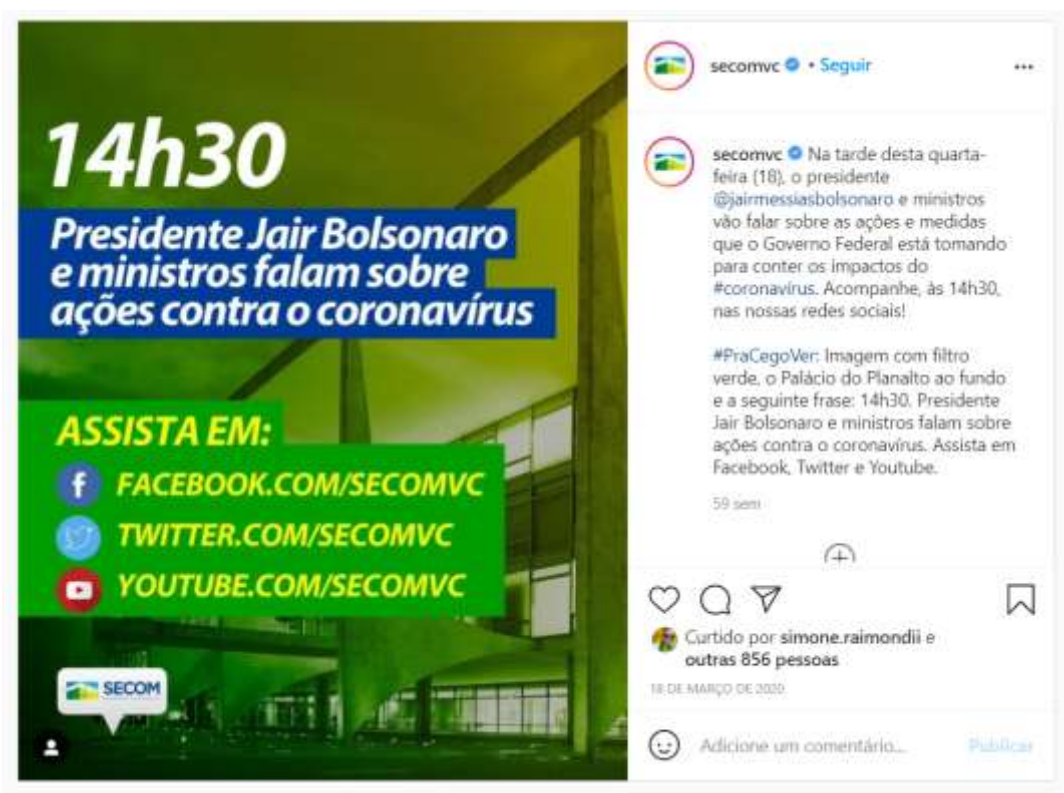 14h30
Presidente Jair Bolsonaro
e ministros falam sobre
ações contra o coronavírus
ASSISTA EM:
FACEBOOK.COM/SECOMVC
TWITTER.COM/SECOMVC
YOUTUBE.COM/SECOMVC
SECOM
secomvc • Seguir
secomvc Na tarde desta quarta-
feira (18), o presidente
@jairmessiasbolsonaro e ministros
vão falar sobre as ações e medidas
que o Governo Federal está tomando
para conter os impactos do
#coronavírus. Acompanhe, às 14h30,
nas nossas redes sociais!
#PraCegoVer: Imagem com filtro
verde, o Palácio do Planalto ao fundo
e a seguinte frase: 14h30. Presidente
Jair Bolsonaro e ministros falam sobre
ações contra o coronavírus. Assista em
Facebook, Twitter e Youtube.
59 sem
Curtido por simone.raimondii e
outras 856 pessoas
18 DE MARÇO DE 2020
Adicione um comentário... Publicar